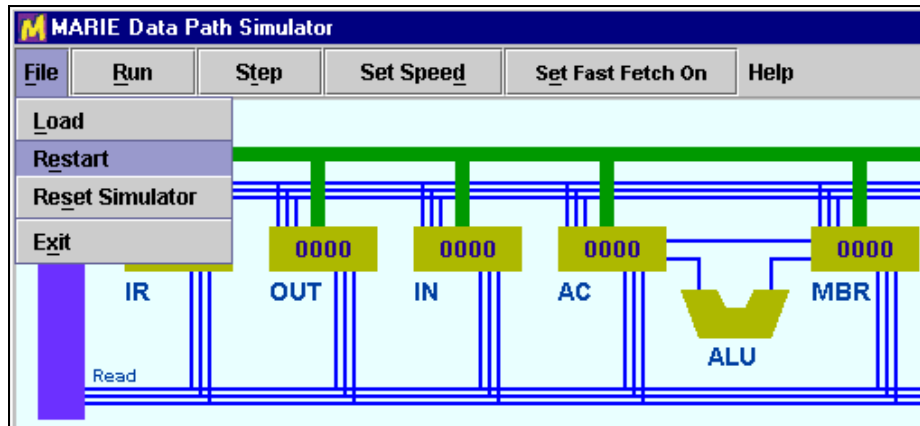 M MARIE Data Path Simulator
File Run Step Set Speed Set Fast Fetch On Help
Load
Restart
Reset Simulator
Exit
0000 0000 0000 0000
IR OUT IN AC MBR
ALU
Read